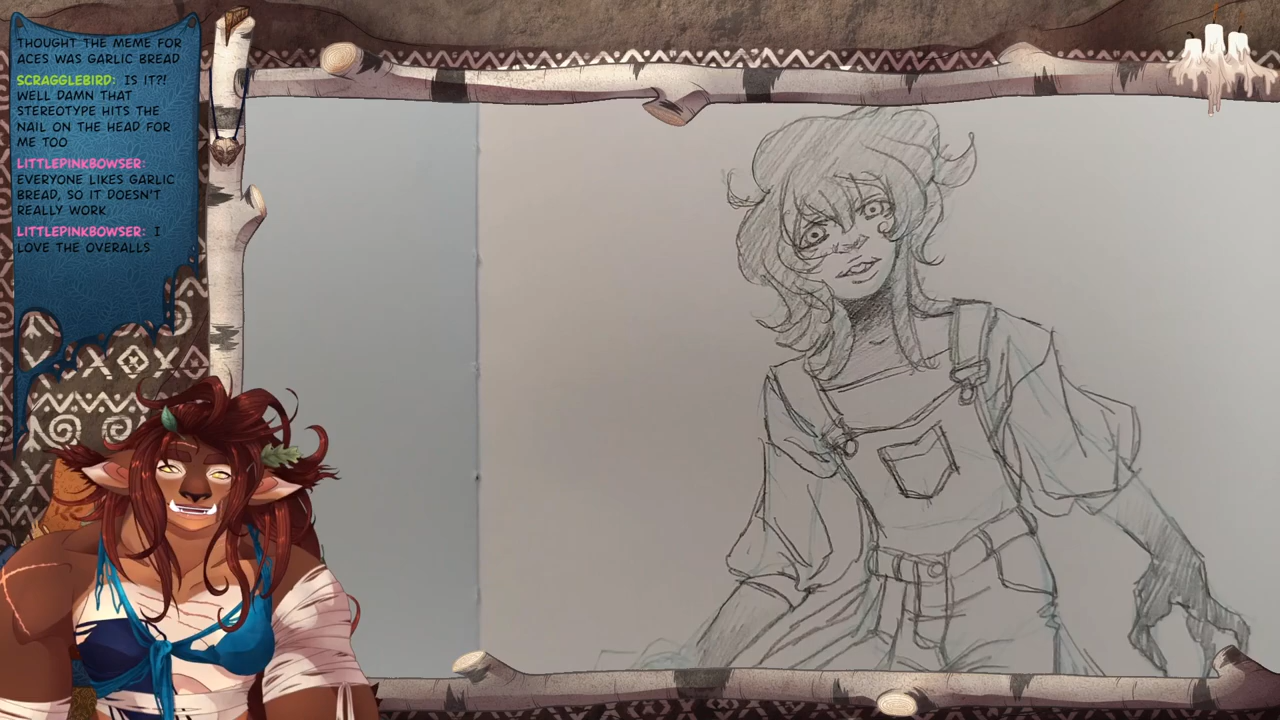 THOUGHT THE MEME FOR
ACES WAS GARLIC BREAD
SCRAGGLEBIRD: IS IT?!
WELL DAMN THAT
STEREOTYPE HITS THE
NAIL ON THE HEAD FOR
ME TOO
LITTLEPINKBOWSER:
EVERYONE LIKES GARLIC
BREAD, SO IT DOESN'T
REALLY WORK
LITTLEPINKBOWSER: I
LOVE THE OVERALLS